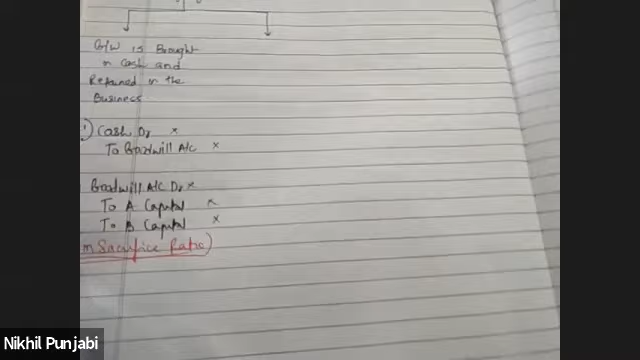 G/W is Brought
in Cash and
Retained in the
Business
1) Cash Dr x
To Goodwill A/c x
Goodwill A/c Dr x
To A Capital x
To B Capital x
in Sacrifice Ratio)
Nikhil Punjabi